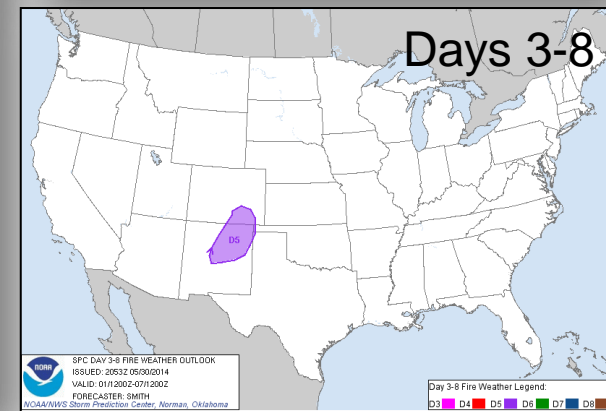 Days 3-8
D5
NOAA
SPC DAY 3-8 FIRE WEATHER OUTLOOK
ISSUED: 2053Z 05/30/2014
VALID: 01/1200Z-07/1200Z
FORECASTER: SMITH
NOAA/NWS Storm Prediction Center, Norman, Oklahoma
Day 3-8 Fire Weather Legend:
D3 D4 D5 D6 D7 D8